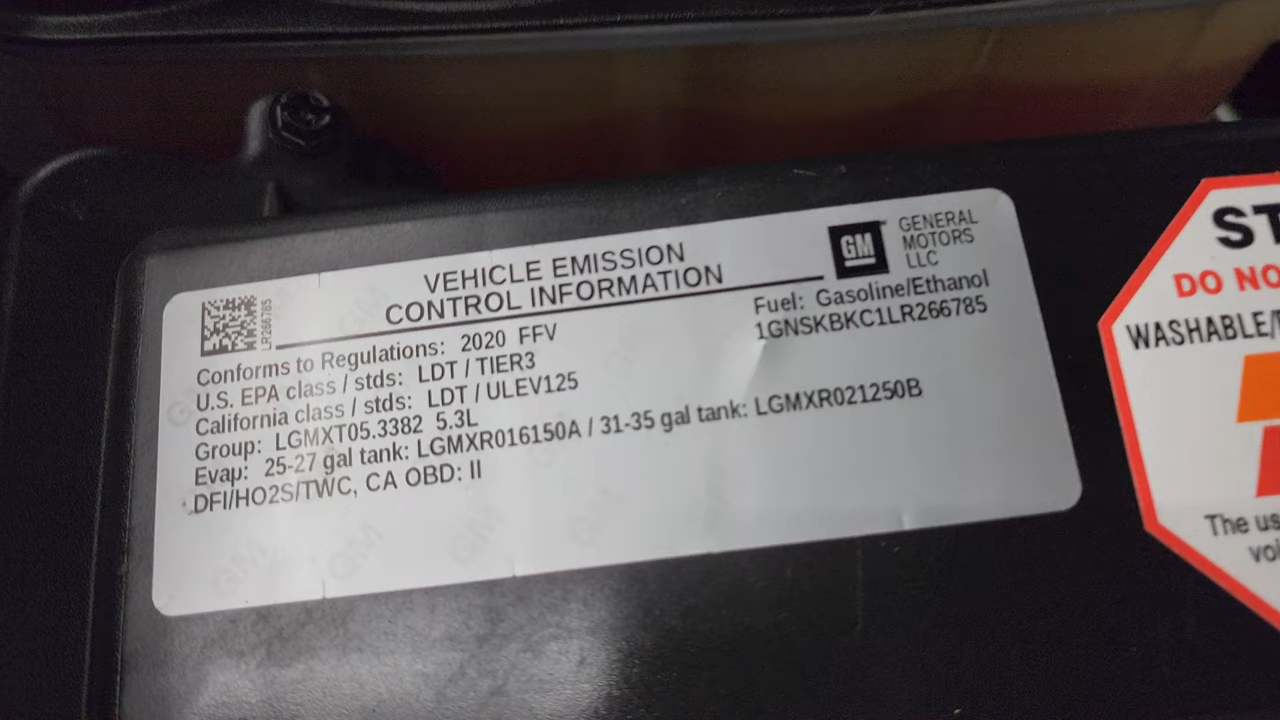 VEHICLE EMISSION
CONTROL INFORMATION
GM
GENERAL
MOTORS
LLC
LR266785
Conforms to Regulations: 2020 FFV
Fuel: Gasoline/Ethanol
U.S. EPA class / stds: LDT / TIER3
1GNSKBKC1LR266785
California class / stds: LDT / ULEV125
Group: LGMXT05.3382 5.3L
Evap: 25-27 gal tank: LGMXR016150A / 31-35 gal tank: LGMXR021250B
DFI/HO2S/TWC, CA OBD: II
ST
DO NO
WASHABLE/
The us
voi